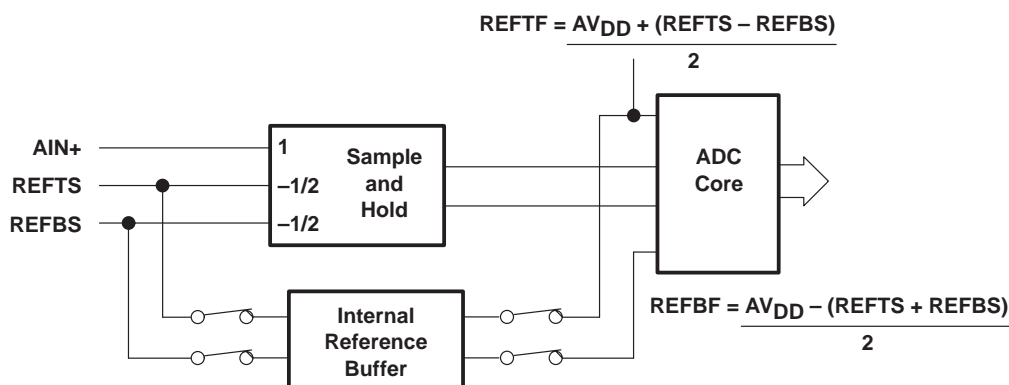 REFTF = AVDD + (REFTS – REFBS)
2
AIN+
REFTS
REFBS
1
–1/2
–1/2
Sample
and
Hold
ADC
Core
Internal
Reference
Buffer
REFBF = AVDD – (REFTS + REFBS)
2